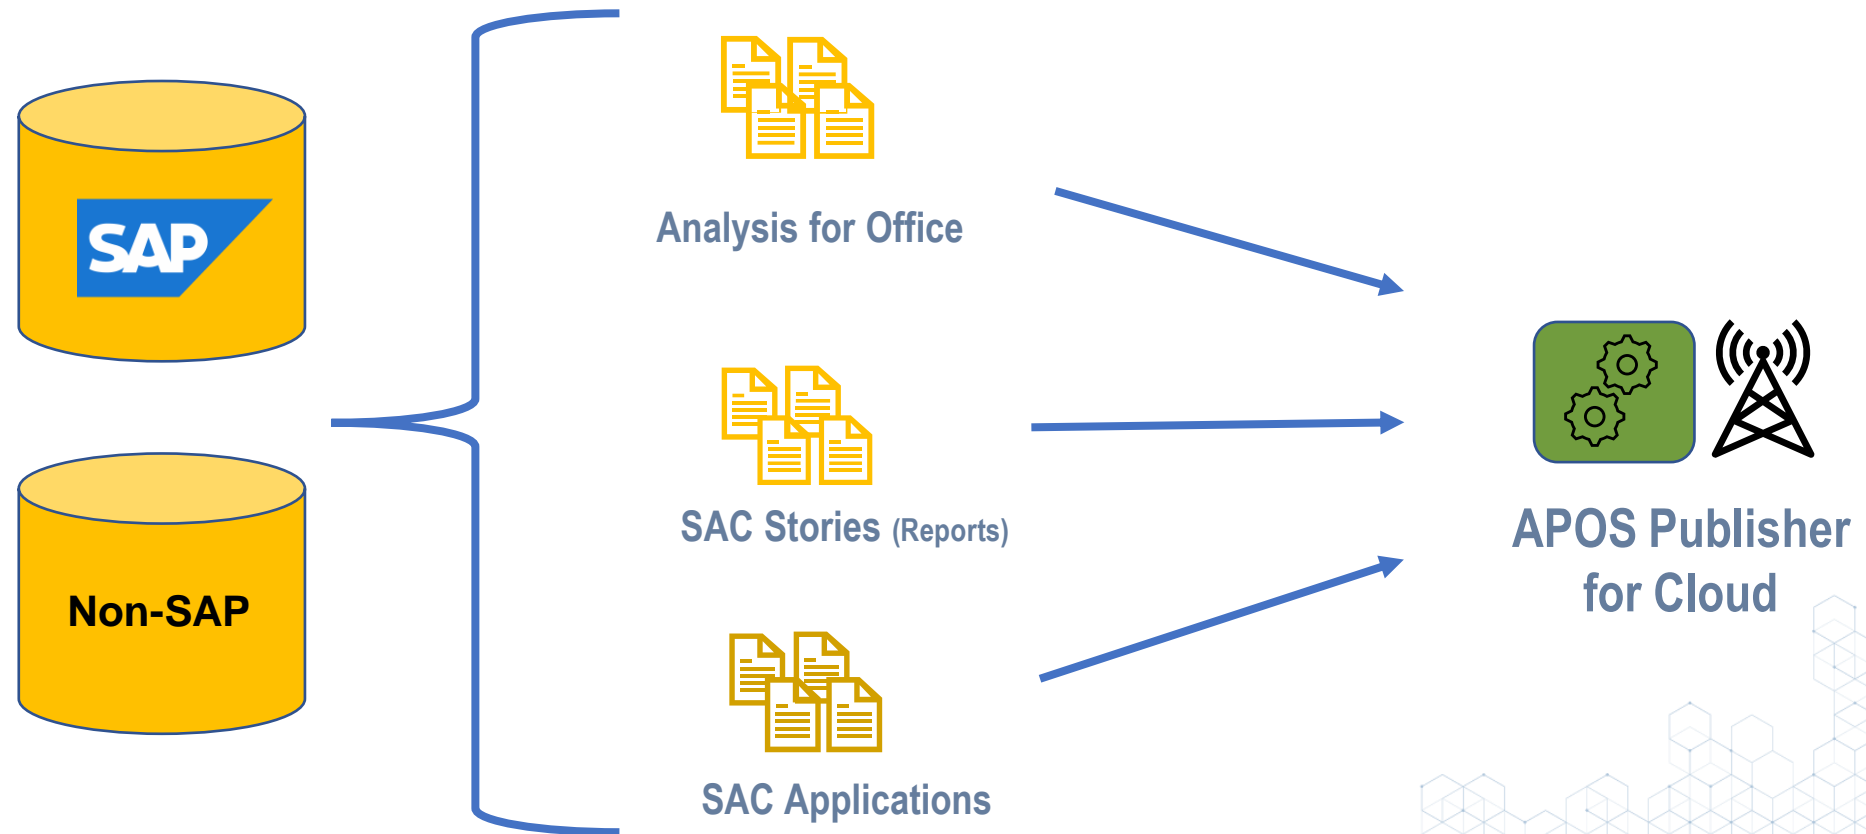 SAP
Non-SAP
Analysis for Office
SAC Stories (Reports)
SAC Applications
APOS Publisher
for Cloud